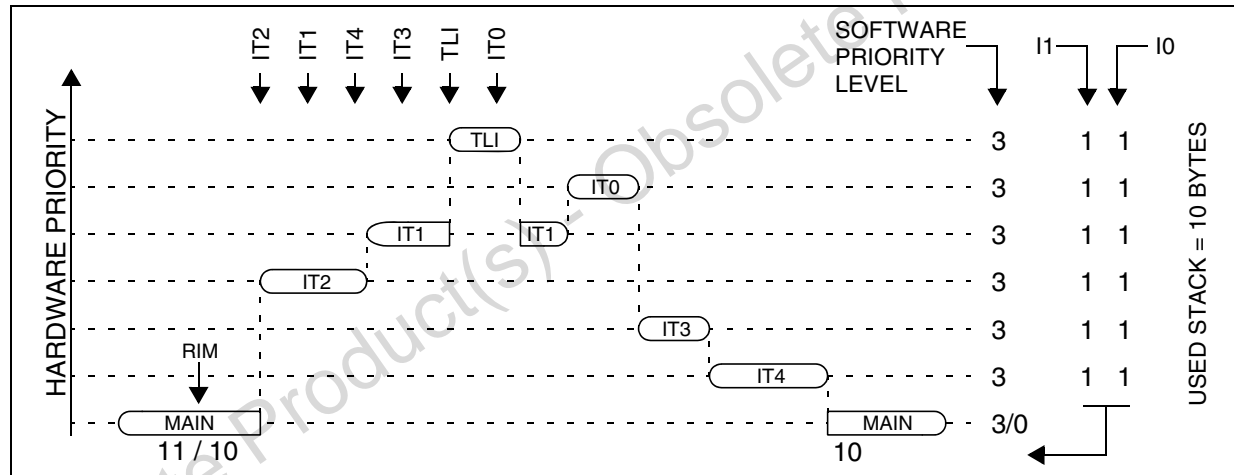 IT2 IT1 IT4 IT3 TLI IT0
SOFTWARE
PRIORITY
LEVEL
I1 I0
HARDWARE PRIORITY
TLI 3 1 1
IT0 3 1 1
IT1 IT1 3 1 1
IT2 3 1 1
IT3 3 1 1
RIM
IT4 3 1 1
MAIN MAIN 3/0
11 / 10 10
USED STACK = 10 BYTES
Product(s) - Obsolete